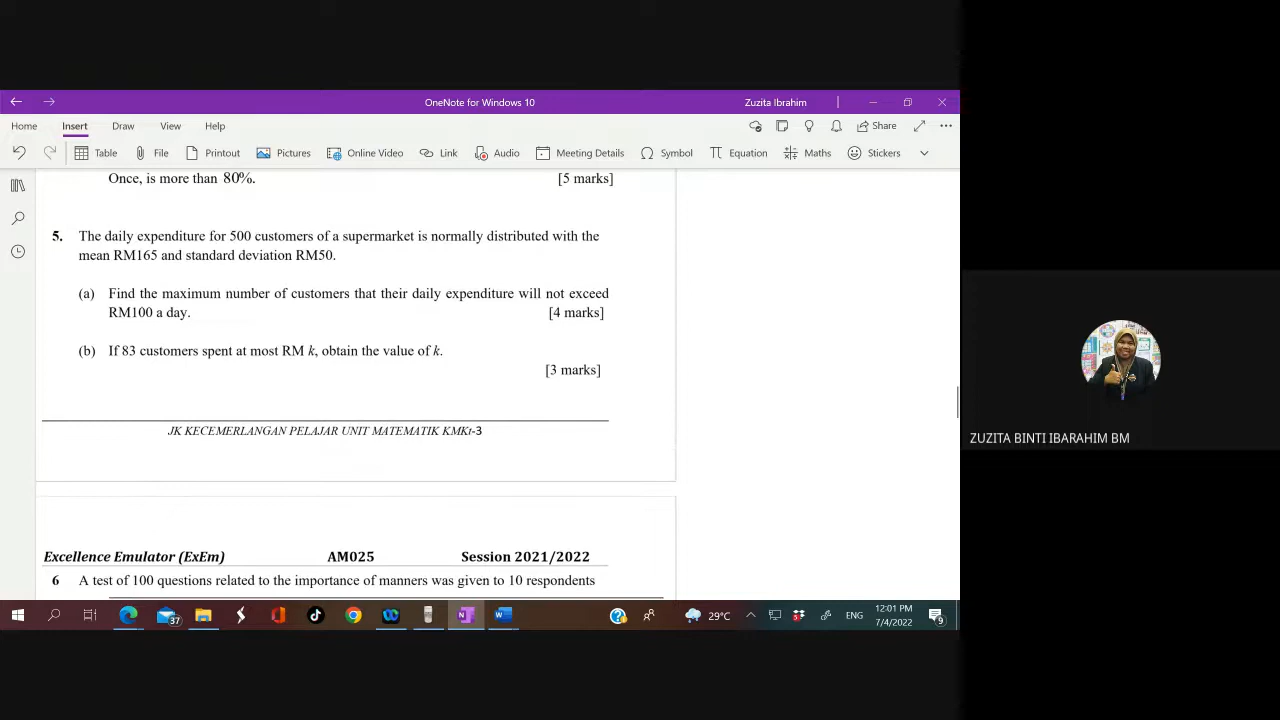 OneNote for Windows 10
Zuzita Ibrahim
Home Insert Draw View Help
Share
Table File Printout Pictures Online Video Link Audio Meeting Details Symbol Equation Maths Stickers
Once, is more than 80%. [5 marks]
5. The daily expenditure for 500 customers of a supermarket is normally distributed with the
mean RM165 and standard deviation RM50.
(a) Find the maximum number of customers that their daily expenditure will not exceed
RM100 a day. [4 marks]
(b) If 83 customers spent at most RM k, obtain the value of k.
[3 marks]
JK KECEMERLANGAN PELAJAR UNIT MATEMATIK KMKt-3
ZUZITA BINTI IBARAHIM BM
Excellence Emulator (ExEm) AM025 Session 2021/2022
6 A test of 100 questions related to the importance of manners was given to 10 respondents
37
29°C
ENG
12:01 PM
7/4/2022
9